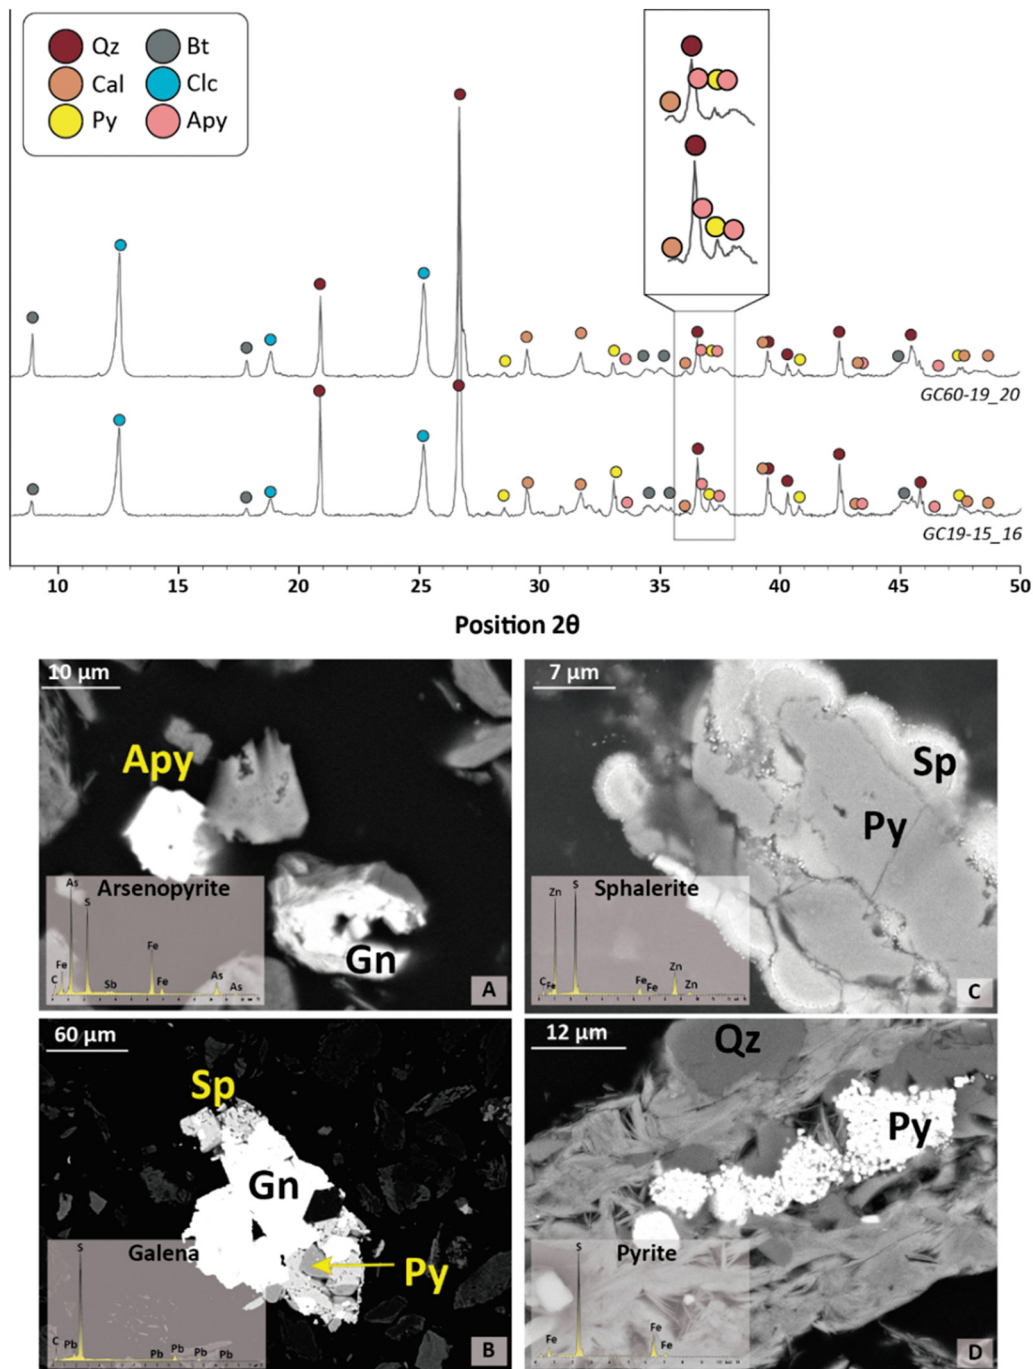 Qz Bt
Cal Clc
Py Apy
GC60-19_20
GC19-15_16
10 15 20 25 30 35 40 45 50
Position 2θ
10 µm
Apy
Gn
Arsenopyrite
As
S
Fe
C
Fe
Sb
Fe
As
As
A
7 µm
Sp
Py
Sphalerite
Zn
S
C
Fe
Fe
Fe
Zn
Zn
C
60 µm
Sp
Gn
Py
Galena
S
C
Pb
Pb
Pb
Pb
Pb
B
12 µm
Qz
Py
Pyrite
S
Fe
Fe
Fe
D